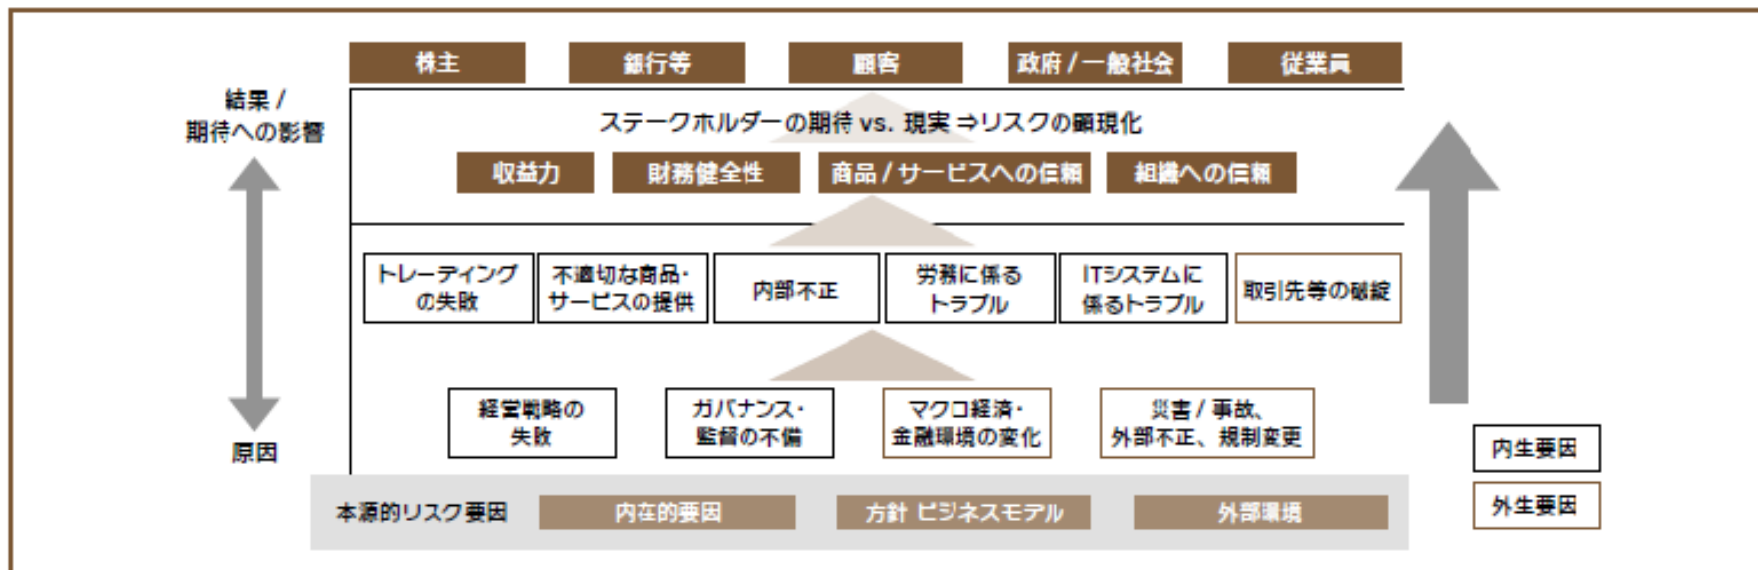 株主
銀行等
顧客
政府 / 一般社会
従業員
結果 /
期待への影響
ステークホルダーの期待 vs. 現実 ⇒リスクの顕現化
収益力
財務健全性
商品 / サービスへの信頼
組織への信頼
トレーディング
の失敗
不適切な商品・
サービスの提供
内部不正
労務に係る
トラブル
ITシステムに
係るトラブル
取引先等の破綻
経営戦略の
失敗
ガバナンス・
監督の不備
マクロ経済・
金融環境の変化
災害 / 事故、
外部不正、規制変更
原因
内生要因
外生要因
本源的リスク要因
内在的要因
方針 ビジネスモデル
外部環境